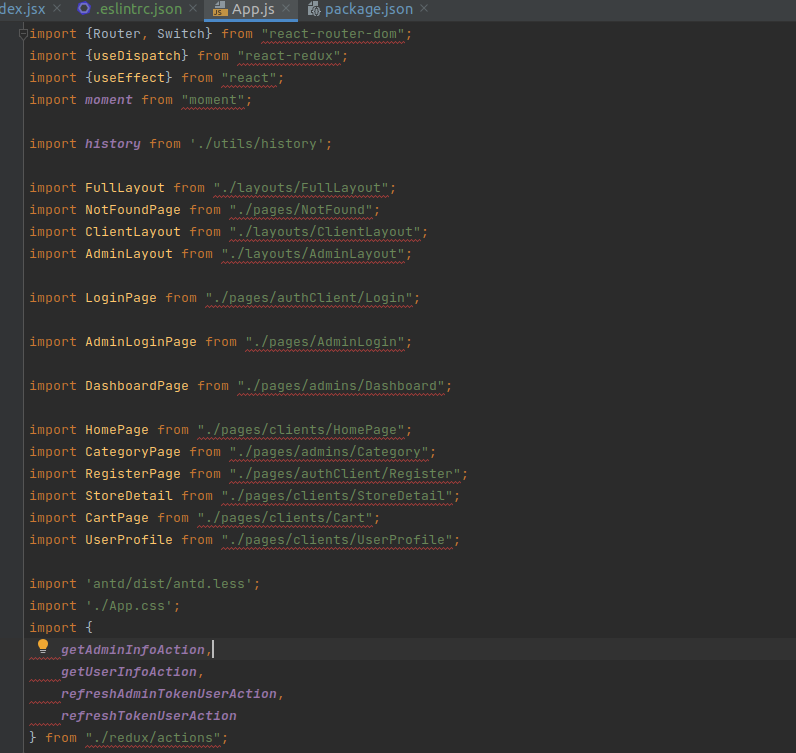 dex.jsx .eslintrc.json App.js package.json
import {Router, Switch} from "react-router-dom";
import {useDispatch} from "react-redux";
import {useEffect} from "react";
import moment from "moment";
import history from './utils/history';
import FullLayout from "./layouts/FullLayout";
import NotFoundPage from "./pages/NotFound";
import ClientLayout from "./layouts/ClientLayout";
import AdminLayout from "./layouts/AdminLayout";
import LoginPage from "./pages/authClient/Login";
import AdminLoginPage from "./pages/AdminLogin";
import DashboardPage from "./pages/admins/Dashboard";
import HomePage from "./pages/clients/HomePage";
import CategoryPage from "./pages/admins/Category";
import RegisterPage from "./pages/authClient/Register";
import StoreDetail from "./pages/clients/StoreDetail";
import CartPage from "./pages/clients/Cart";
import UserProfile from "./pages/clients/UserProfile";
import 'antd/dist/antd.less';
import './App.css';
import {
getAdminInfoAction,
getUserInfoAction,
refreshAdminTokenUserAction,
refreshTokenUserAction
} from "./redux/actions";